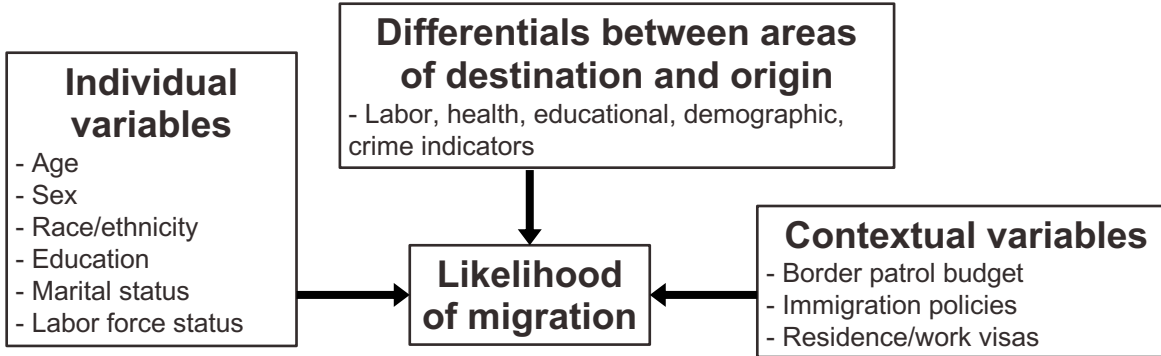 Individual
variables
- Age
- Sex
- Race/ethnicity
- Education
- Marital status
- Labor force status
Differentials between areas
of destination and origin
- Labor, health, educational, demographic,
crime indicators
Likelihood
of migration
Contextual variables
- Border patrol budget
- Immigration policies
- Residence/work visas